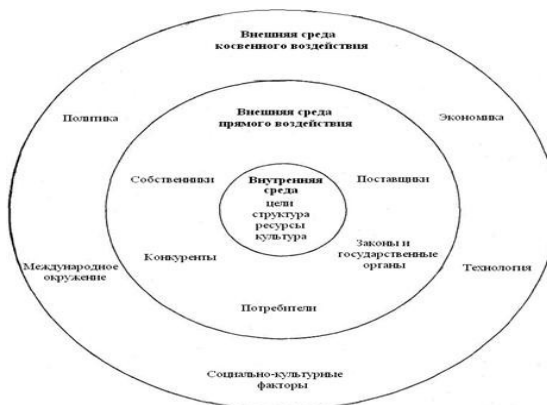 Внешняя среда
косвенного воздействия
Политика
Экономика
Внешняя среда
прямого воздействия
Собственники
Поставщики
Внутренняя
среда
цели
структура
ресурсы
культура
Конкуренты
Законы и
государственные
органы
Международное
окружение
Технология
Потребители
Социально-культурные
факторы